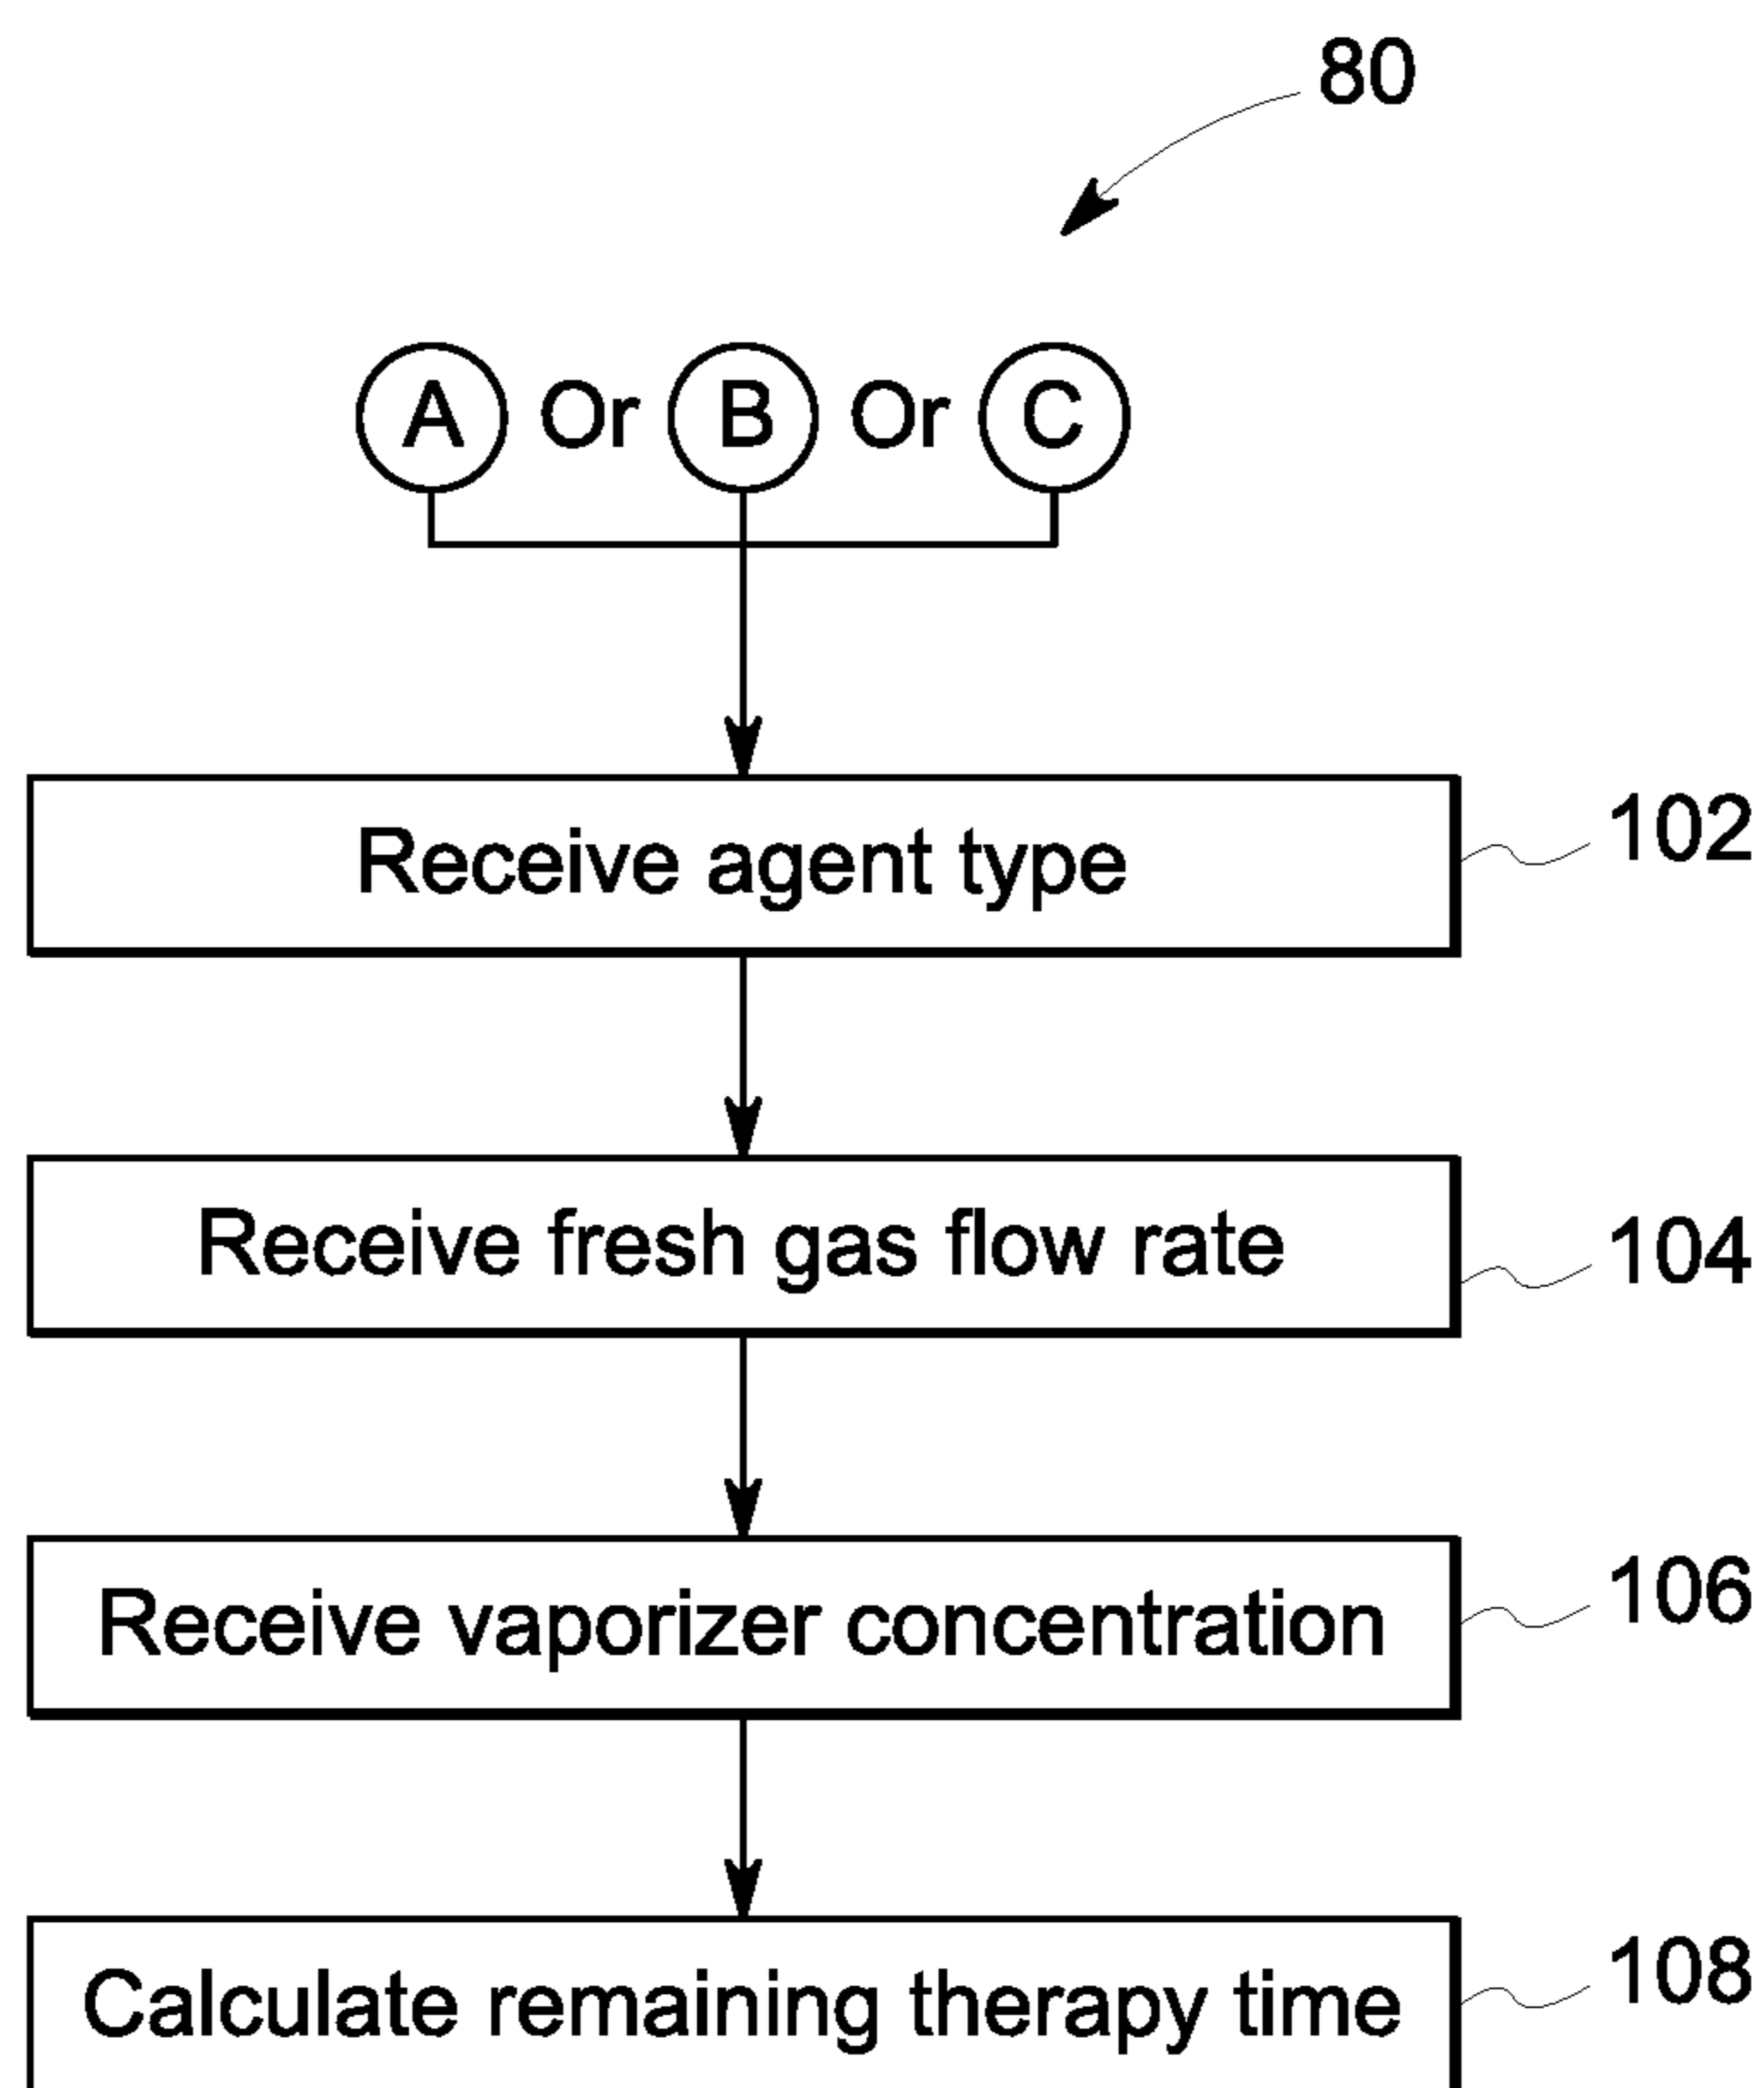 80
A Or B Or C
Receive agent type
102
Receive fresh gas flow rate
104
Receive vaporizer concentration
106
Calculate remaining therapy time
108